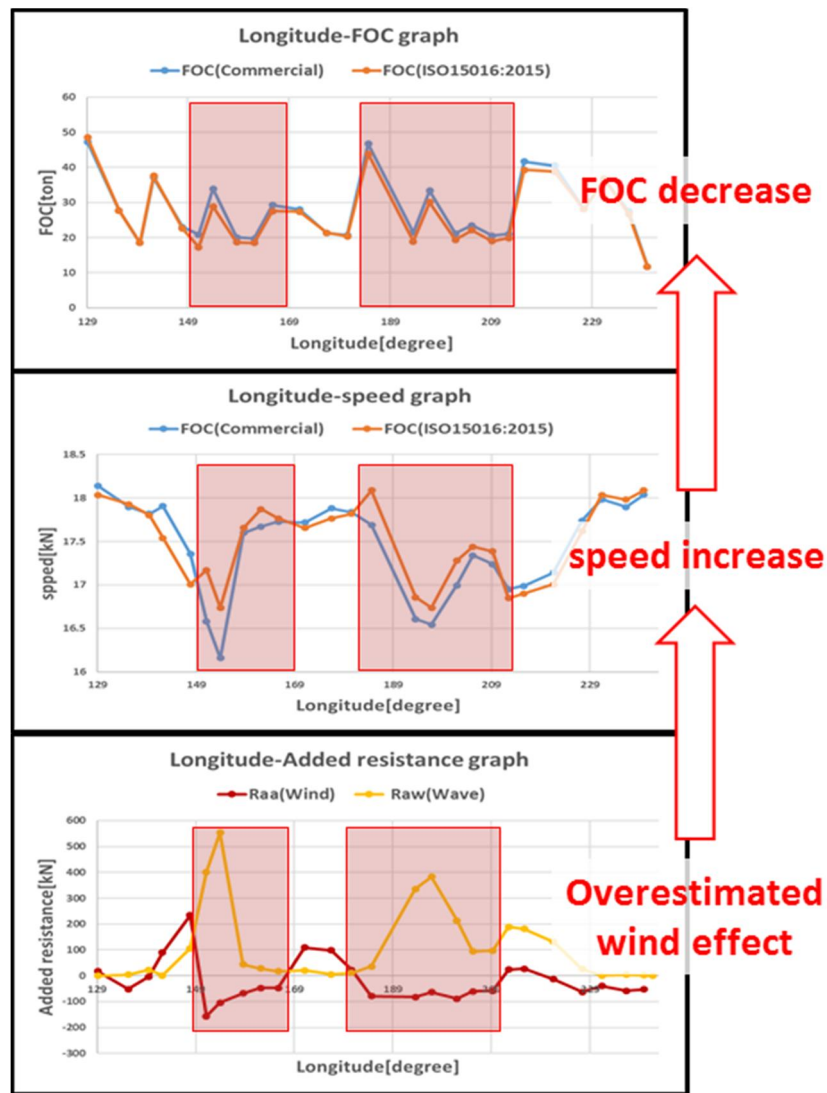 Longitude-FOC graph
FOC(Commercial) FOC(ISO15016:2015)
60
50
40
30
20
10
0
FOC[ton]
129 149 169 189 209 229
Longitude[degree]
FOC decrease
Longitude-speed graph
FOC(Commercial) FOC(ISO15016:2015)
18.5
18
17.5
17
16.5
16
spped[kN]
129 149 169 189 209 229
Longitude[degree]
speed increase
Longitude-Added resistance graph
Raa(Wind) Raw(Wave)
600
500
400
300
200
100
0
-100
-200
-300
Added resistance[kN]
129 149 169 189 209 229
Longitude[degree]
Overestimated
wind effect